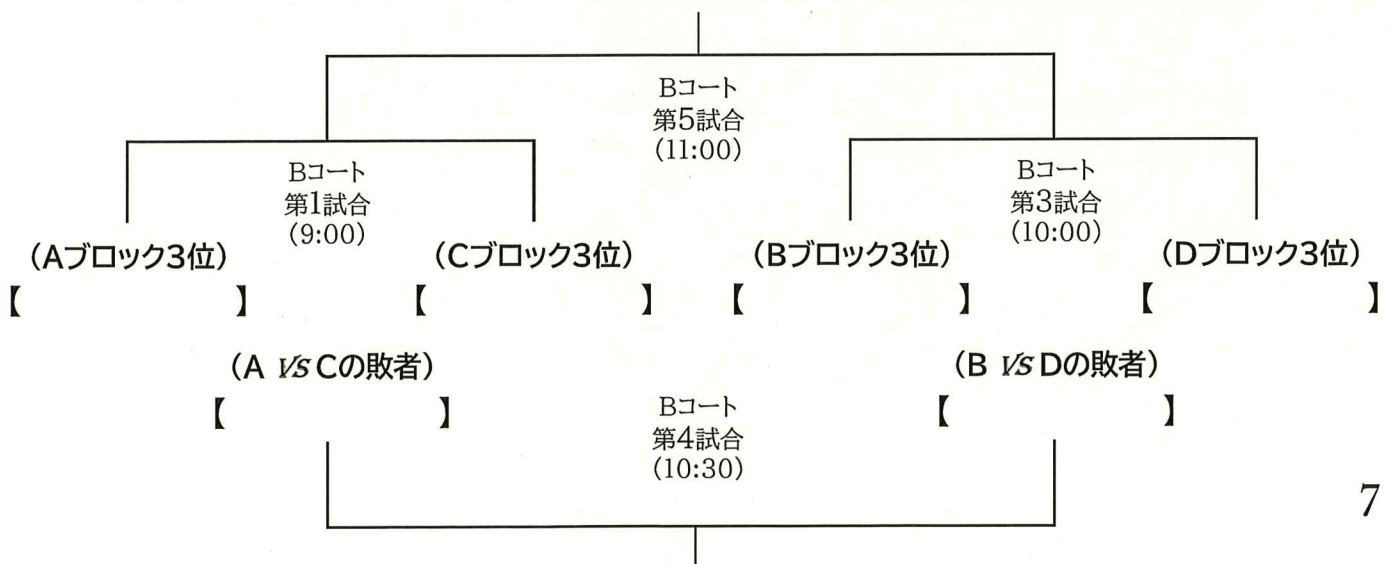 Bコート
第5試合
(11:00)
Bコート
第1試合
(9:00)
Bコート
第3試合
(10:00)
(Aブロック3位)
(Cブロック3位)
(Bブロック3位)
(Dブロック3位)
【 】
【 】
【 】
【 】
(A VS Cの敗者)
(B VS Dの敗者)
【 】
【 】
Bコート
第4試合
(10:30)
7